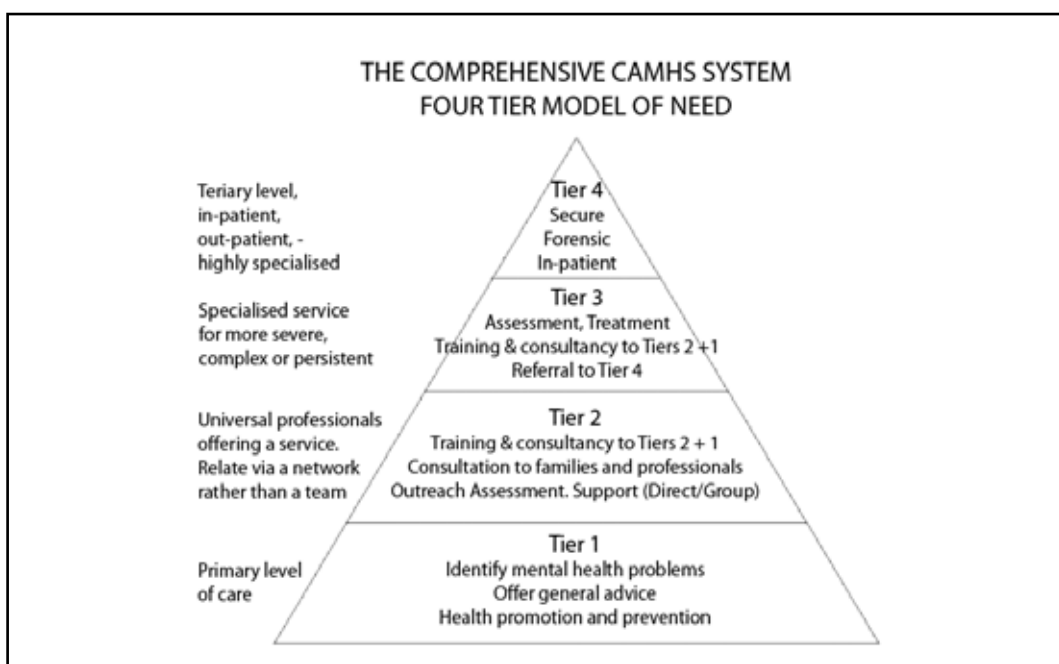 THE COMPREHENSIVE CAMHS SYSTEM
FOUR TIER MODEL OF NEED
Teriary level,
in-patient,
out-patient, -
highly specialised
Tier 4
Secure
Forensic
In-patient
Specialised service
for more severe,
complex or persistent
Tier 3
Assessment, Treatment
Training & consultancy to Tiers 2 +1
Referral to Tier 4
Universal professionals
offering a service.
Relate via a network
rather than a team
Tier 2
Training & consultancy to Tiers 2 + 1
Consultation to families and professionals
Outreach Assessment. Support (Direct/Group)
Primary level
of care
Tier 1
Identify mental health problems
Offer general advice
Health promotion and prevention